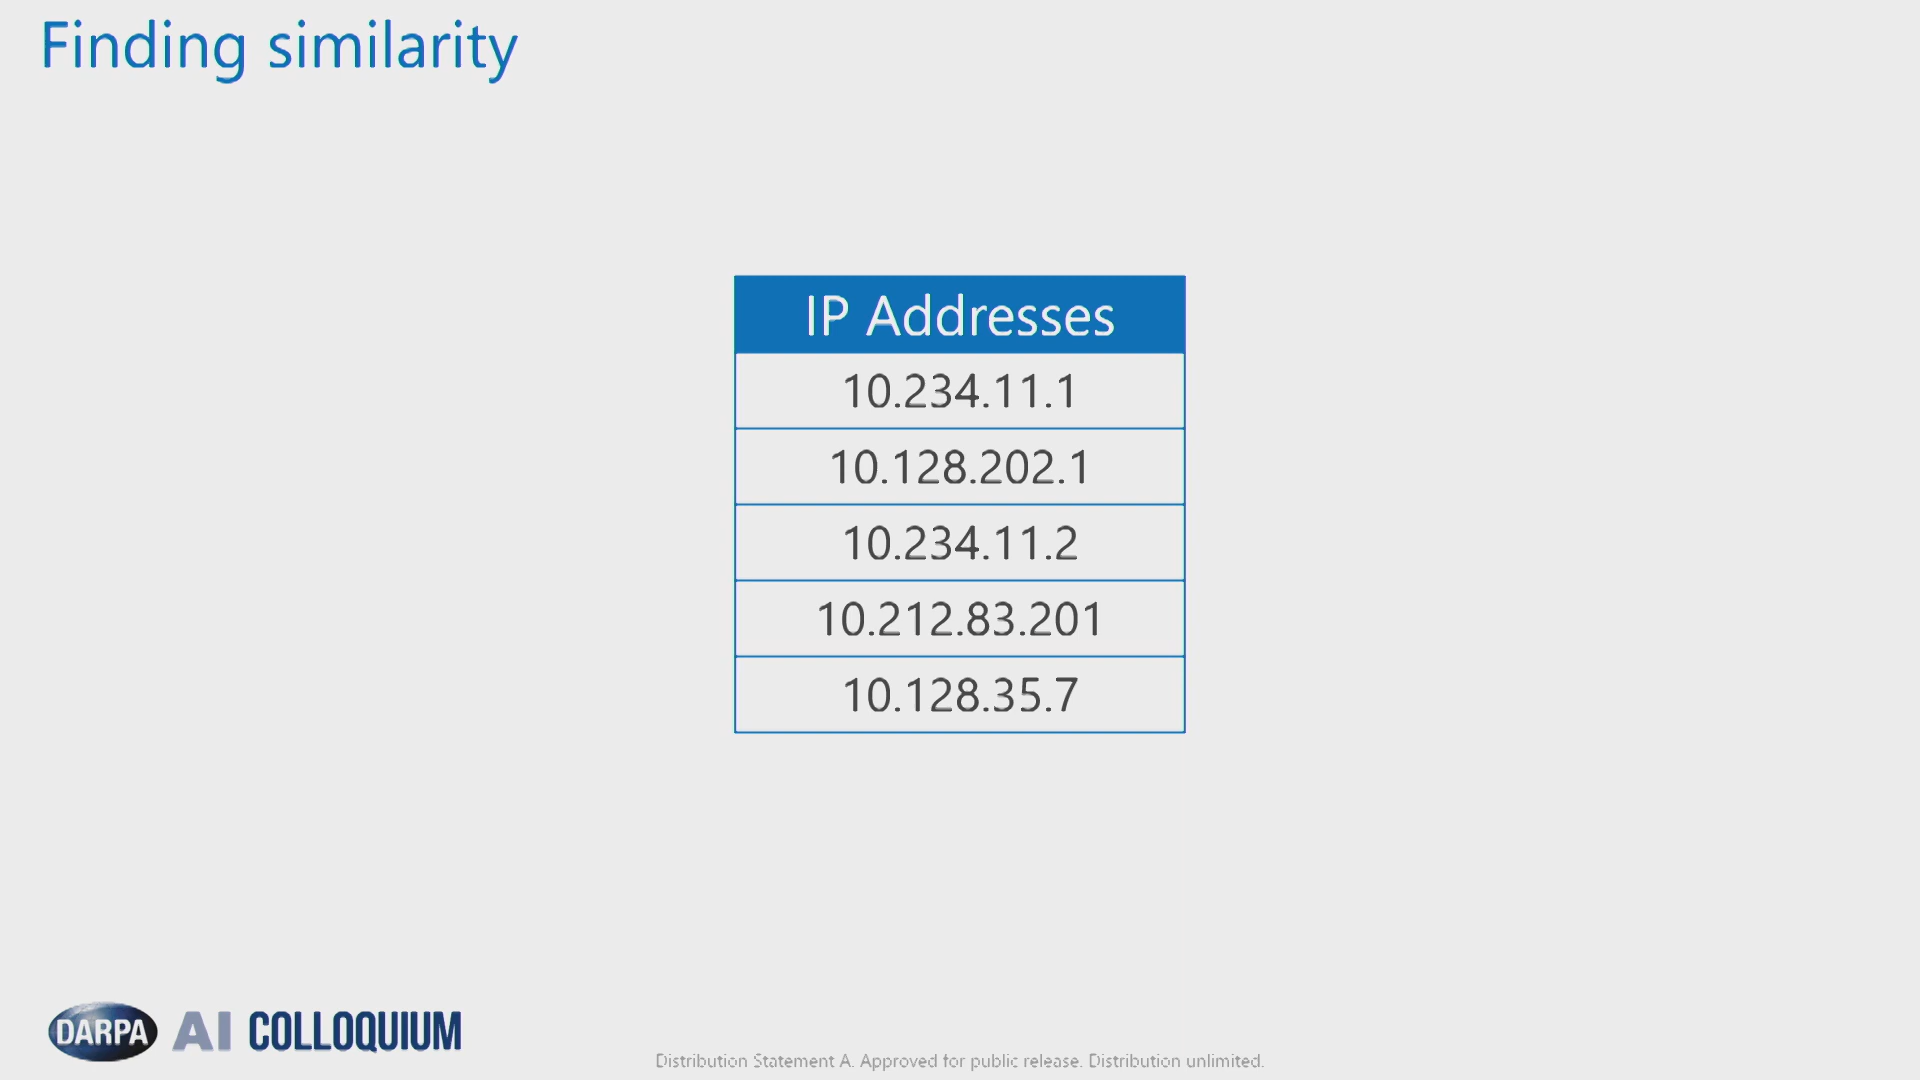 Finding similarity
IP Addresses
10.234.11.1
10.128.202.1
10.234.11.2
10.212.83.201
10.128.35.7
DARPA AI COLLOQUIUM
Distribution Statement A. Approved for public release. Distribution unlimited.